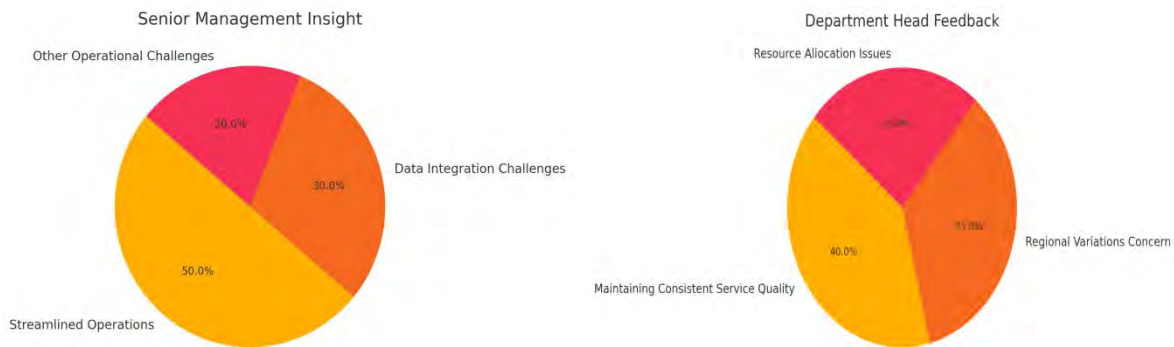 Senior Management Insight
Other Operational Challenges
20.0%
30.0%
Data Integration Challenges
50.0%
Streamlined Operations
Department Head Feedback
Resource Allocation Issues
40.0%
Regional Variations Concern
Maintaining Consistent Service Quality